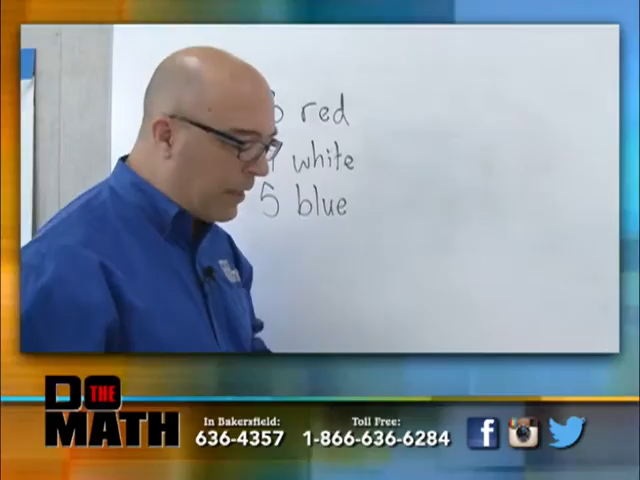 red
white
5 blue
DO THE MATH
In Bakersfield:
636-4357
Toll Free:
1-866-636-6284